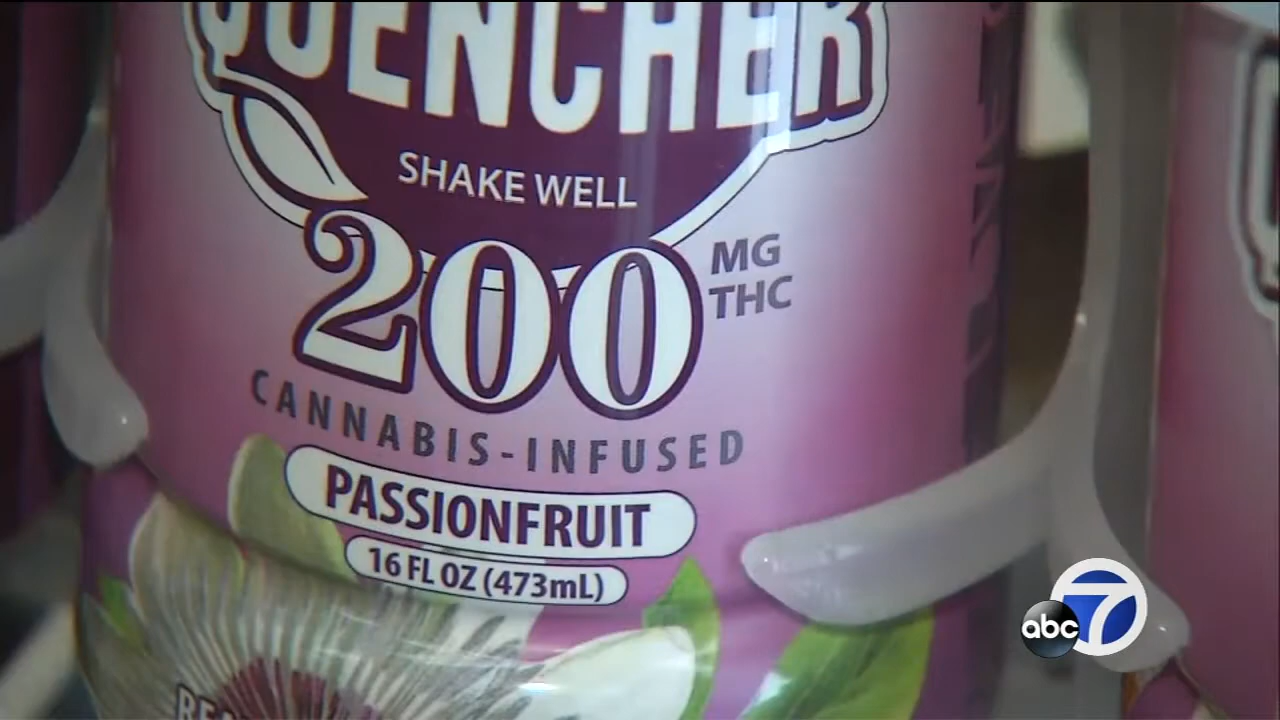 QUENCHER
SHAKE WELL
200
MG
THC
CANNABIS-INFUSED
PASSIONFRUIT
16 FL OZ (473mL)
abc 7